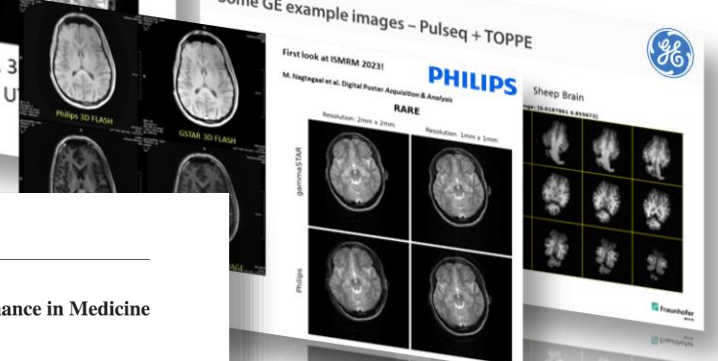 Some GE example images – Pulseq + TOPPE
GE
First look at ISMRM 2023!
PHILIPS
M. Nagtegaal et al. Digital Poster Acquisition & Analysis
RARE
Resolution: 2mm x 2mm
Resolution: 1mm x 1mm
gammaSTAR
Philips
Philips 3D FLASH
GSTAR 3D FLASH
Sheep Brain
Fraunhofer
nance in Medicine